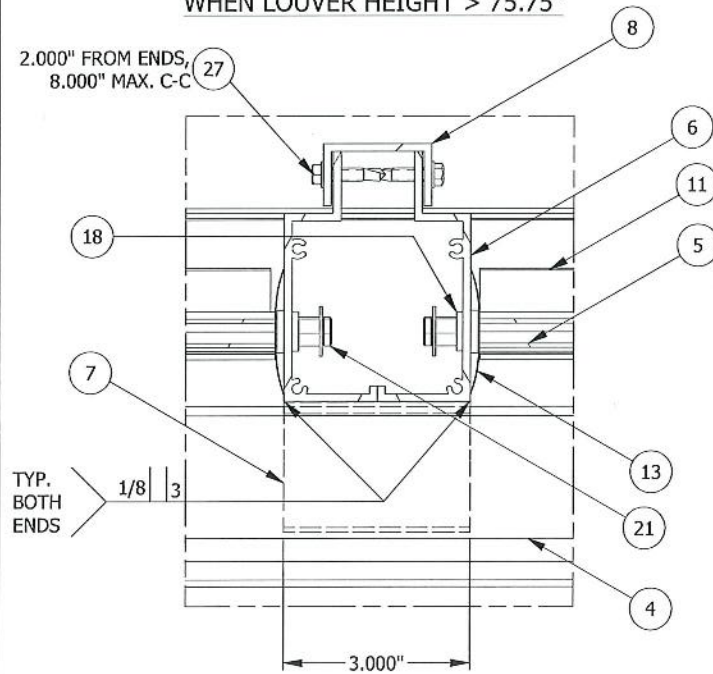 WHEN LOUVER HEIGHT > 75.75"
2.000" FROM ENDS,
8.000" MAX. C-C
27
8
6
11
18
5
7
13
TYP.
BOTH
ENDS
1/8
3
21
4
3.000"